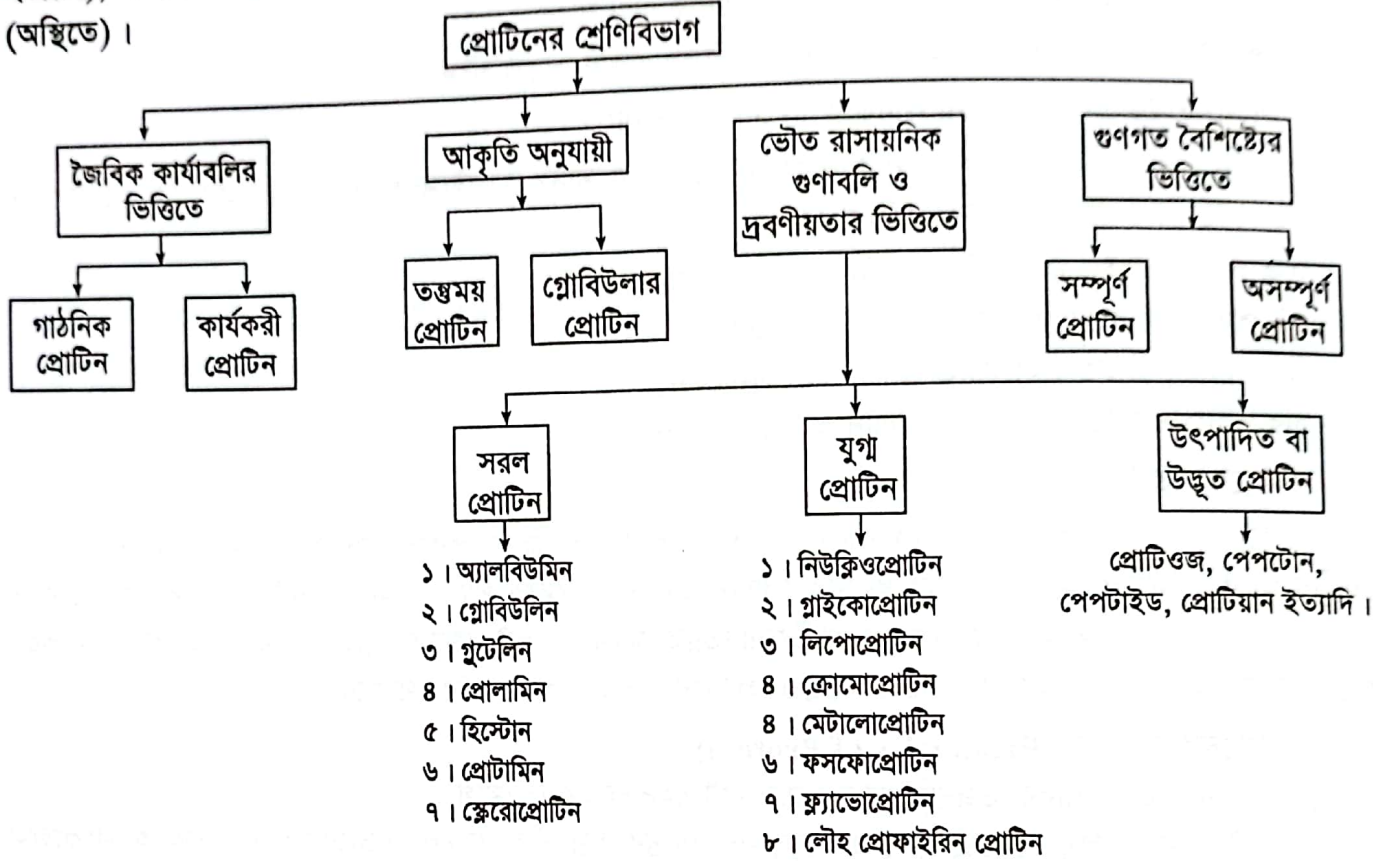 (অস্থিতে) ।
প্রোটিনের শ্রেণিবিভাগ
জৈবিক কার্যাবলির
ভিত্তিতে
আকৃতি অনুযায়ী
ভৌত রাসায়নিক
গুণাবলি ও
দ্রবণীয়তার ভিত্তিতে
গুণগত বৈশিষ্ট্যের
ভিত্তিতে
গাঠনিক
প্রোটিন
কার্যকরী
প্রোটিন
তন্তুময়
প্রোটিন
গ্লোবিউলার
প্রোটিন
সম্পূর্ণ
প্রোটিন
অসম্পূর্ণ
প্রোটিন
সরল
প্রোটিন
১ । অ্যালবিউমিন
২ । গ্লোবিউলিন
৩ । গ্লুটেলিন
৪ । প্রোলামিন
৫ । হিস্টোন
৬ । প্রোটামিন
৭ । স্ক্লেরোপ্রোটিন
যুগ্ম
প্রোটিন
১ । নিউক্লিওপ্রোটিন
২ । গ্লাইকোপ্রোটিন
৩ । লিপোপ্রোটিন
৪ । ক্রোমোপ্রোটিন
৪ । মেটালোপ্রোটিন
৬ । ফসফোপ্রোটিন
৭ । ফ্ল্যাভোপ্রোটিন
৮ । লৌহ প্রোফাইরিন প্রোটিন
উৎপাদিত বা
উদ্ভূত প্রোটিন
প্রোটিওজ, পেপটোন,
পেপটাইড, প্রোটিয়ান ইত্যাদি ।